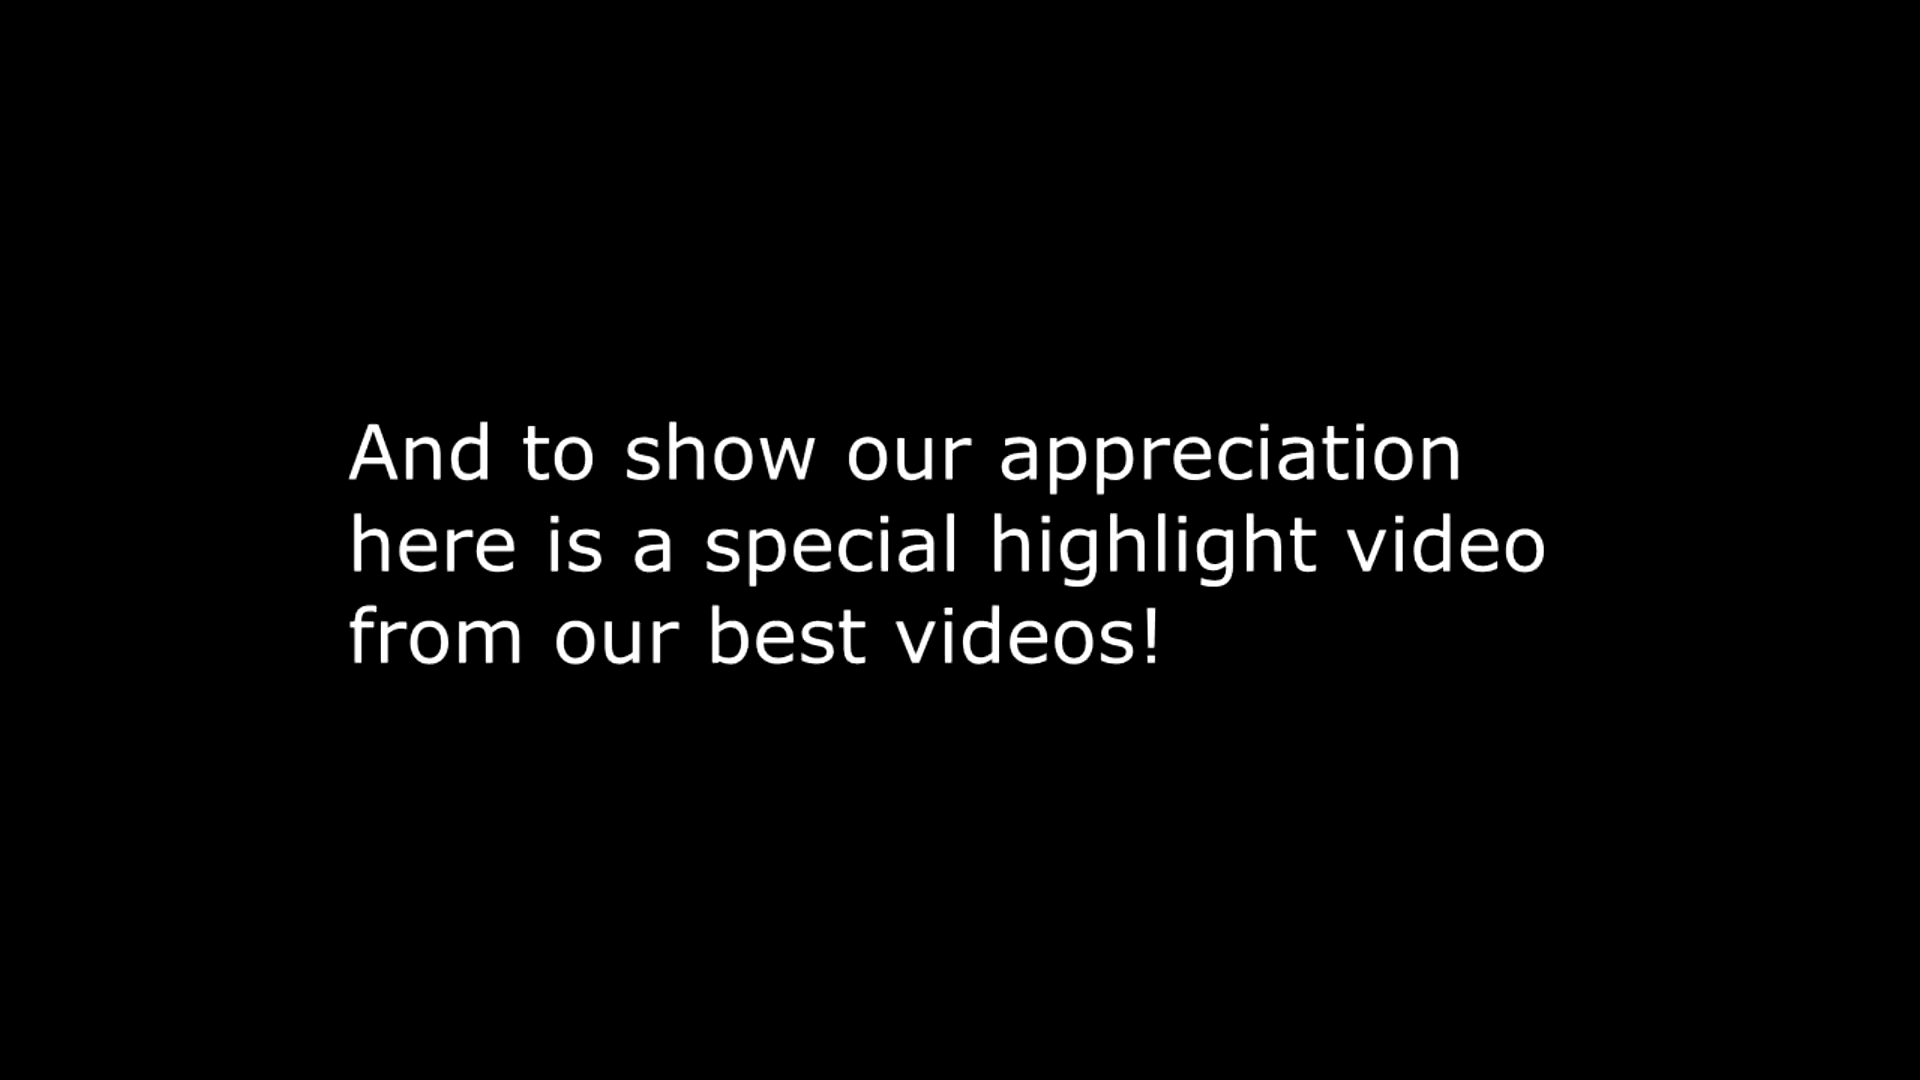 And to show our appreciation
here is a special highlight video
from our best videos!